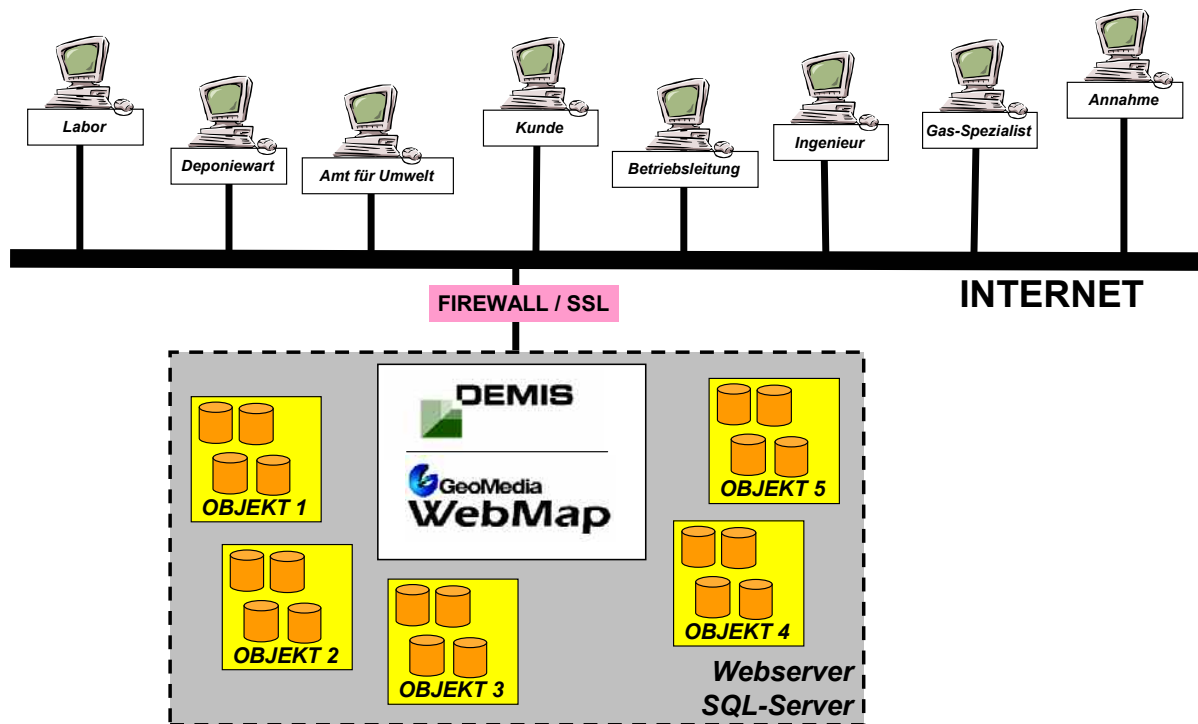 Labor
Deponiewart
Amt für Umwelt
Kunde
Betriebsleitung
Ingenieur
Gas-Spezialist
Annahme
INTERNET
FIREWALL / SSL
DEMIS
GeoMedia
WebMap
OBJEKT 1
OBJEKT 2
OBJEKT 3
OBJEKT 4
OBJEKT 5
Webserver
SQL-Server